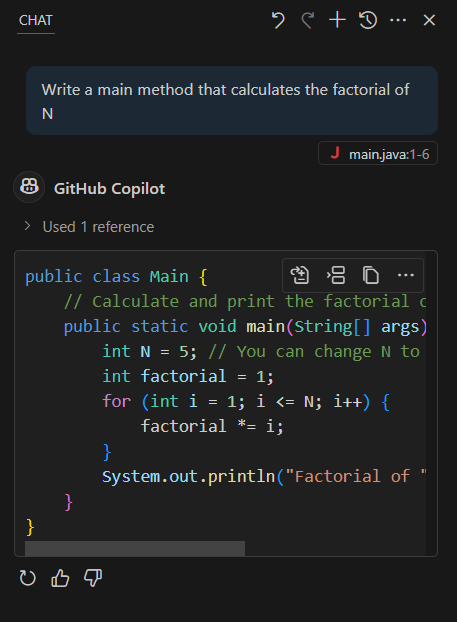 CHAT
Write a main method that calculates the factorial of
N
J main.java:1-6
GitHub Copilot
> Used 1 reference
public class Main {
// Calculate and print the factorial
public static void main(String[] args)
int N = 5; // You can change N to
int factorial = 1;
for (int i = 1; i <= N; i++) {
factorial *= i;
}
System.out.println("Factorial of "
}
}